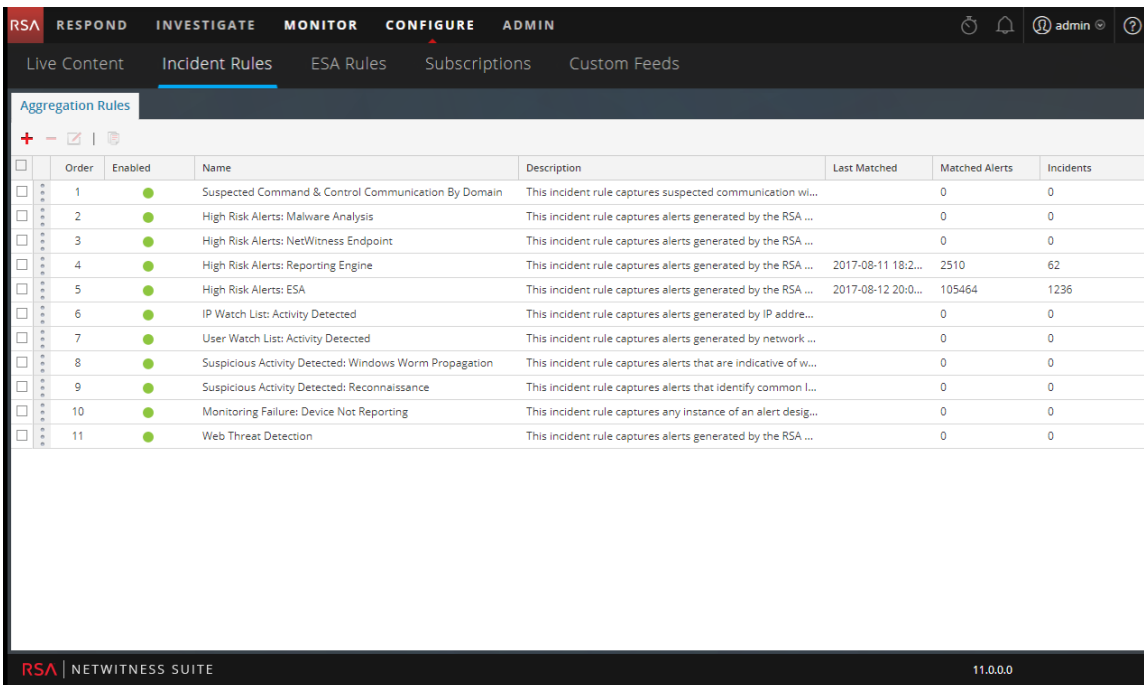 RSA RESPOND INVESTIGATE MONITOR CONFIGURE ADMIN admin ?
Live Content Incident Rules ESA Rules Subscriptions Custom Feeds
Aggregation Rules
Order Enabled Name Description Last Matched Matched Alerts Incidents
1 Suspected Command & Control Communication By Domain This incident rule captures suspected communication wi... 0 0
2 High Risk Alerts: Malware Analysis This incident rule captures alerts generated by the RSA ... 0 0
3 High Risk Alerts: NetWitness Endpoint This incident rule captures alerts generated by the RSA ... 0 0
4 High Risk Alerts: Reporting Engine This incident rule captures alerts generated by the RSA ... 2017-08-11 18:2... 2510 62
5 High Risk Alerts: ESA This incident rule captures alerts generated by the RSA ... 2017-08-12 20:0... 105464 1236
6 IP Watch List: Activity Detected This incident rule captures alerts generated by IP addre... 0 0
7 User Watch List: Activity Detected This incident rule captures alerts generated by network ... 0 0
8 Suspicious Activity Detected: Windows Worm Propagation This incident rule captures alerts that are indicative of w... 0 0
9 Suspicious Activity Detected: Reconnaissance This incident rule captures alerts that identify common I... 0 0
10 Monitoring Failure: Device Not Reporting This incident rule captures any instance of an alert desig... 0 0
11 Web Threat Detection This incident rule captures alerts generated by the RSA ... 0 0
RSA NETWITNESS SUITE 11.0.0.0